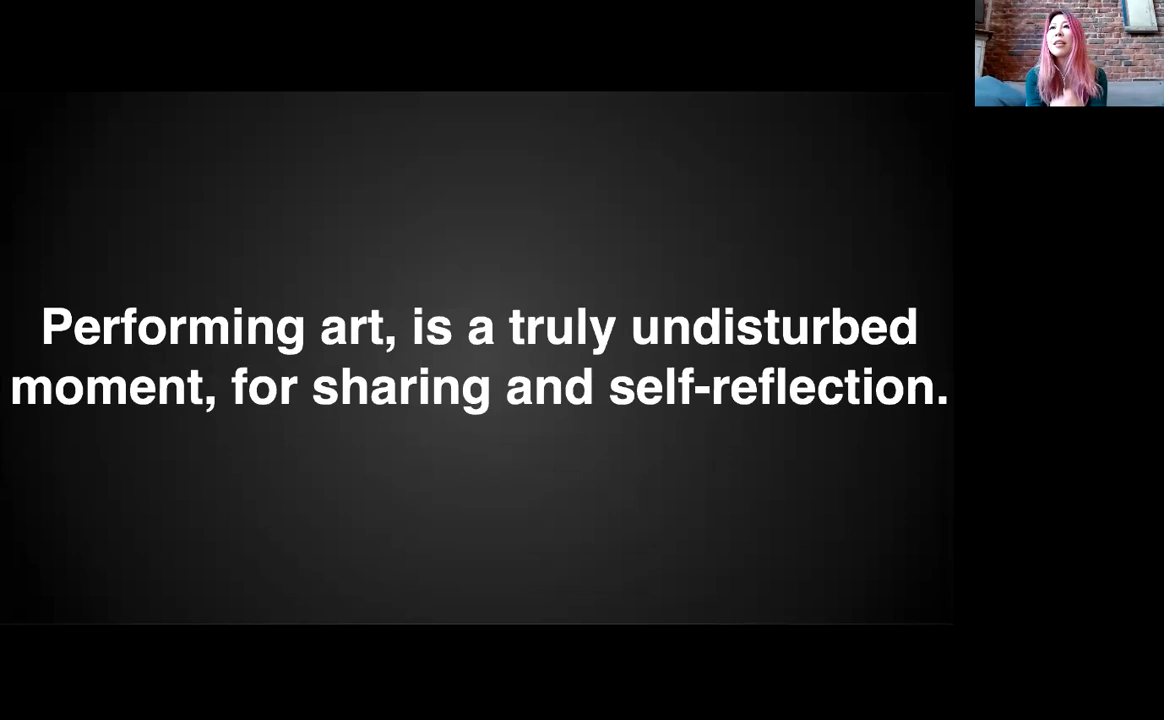 Performing art, is a truly undisturbed
moment, for sharing and self-reflection.